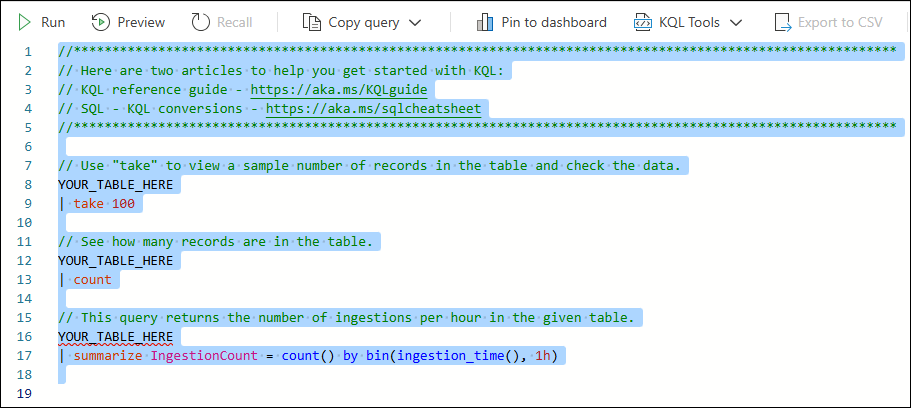 Run Preview Recall Copy query Pin to dashboard KQL Tools Export to CSV
1 //***********************************************************************************************************
2 // Here are two articles to help you get started with KQL:
3 // KQL reference guide - https://aka.ms/KQLguide
4 // SQL - KQL conversions - https://aka.ms/sqlcheatsheet
5 //***********************************************************************************************************
6
7 // Use "take" to view a sample number of records in the table and check the data.
8 YOUR_TABLE_HERE
9 | take 100
10
11 // See how many records are in the table.
12 YOUR_TABLE_HERE
13 | count
14
15 // This query returns the number of ingestions per hour in the given table.
16 YOUR_TABLE_HERE
17 | summarize IngestionCount = count() by bin(ingestion_time(), 1h)
18
19